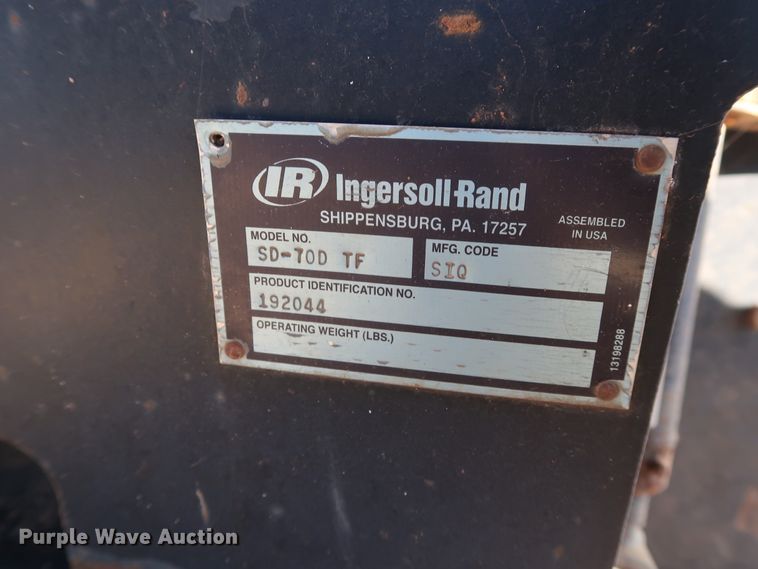 IR Ingersoll-Rand
SHIPPENSBURG, PA. 17257
ASSEMBLED
IN USA
MODEL NO.
SD-70D TF
MFG. CODE
SIQ
PRODUCT IDENTIFICATION NO.
192044
OPERATING WEIGHT (LBS.)
13198288
Purple Wave Auction